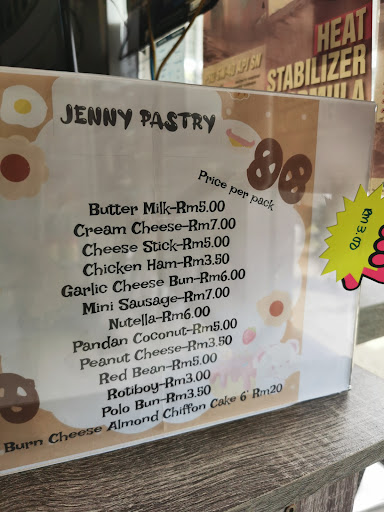 HEAT
STABILIZER
JENNY PASTRY
Price per pack
Butter Milk-Rm5.00
Cream Cheese-Rm7.00
Cheese Stick-Rm5.00
Chicken Ham-Rm3.50
Garlic Cheese Bun-Rm6.00
Mini Sausage-Rm7.00
Nutella-Rm6.00
Pandan Coconut-Rm5.00
Peanut Cheese-Rm3.50
Red Bean-Rm5.00
Rotiboy-Rm3.00
Polo Bun-Rm3.50
Burn Cheese Almond Chiffon Cake 6' Rm20